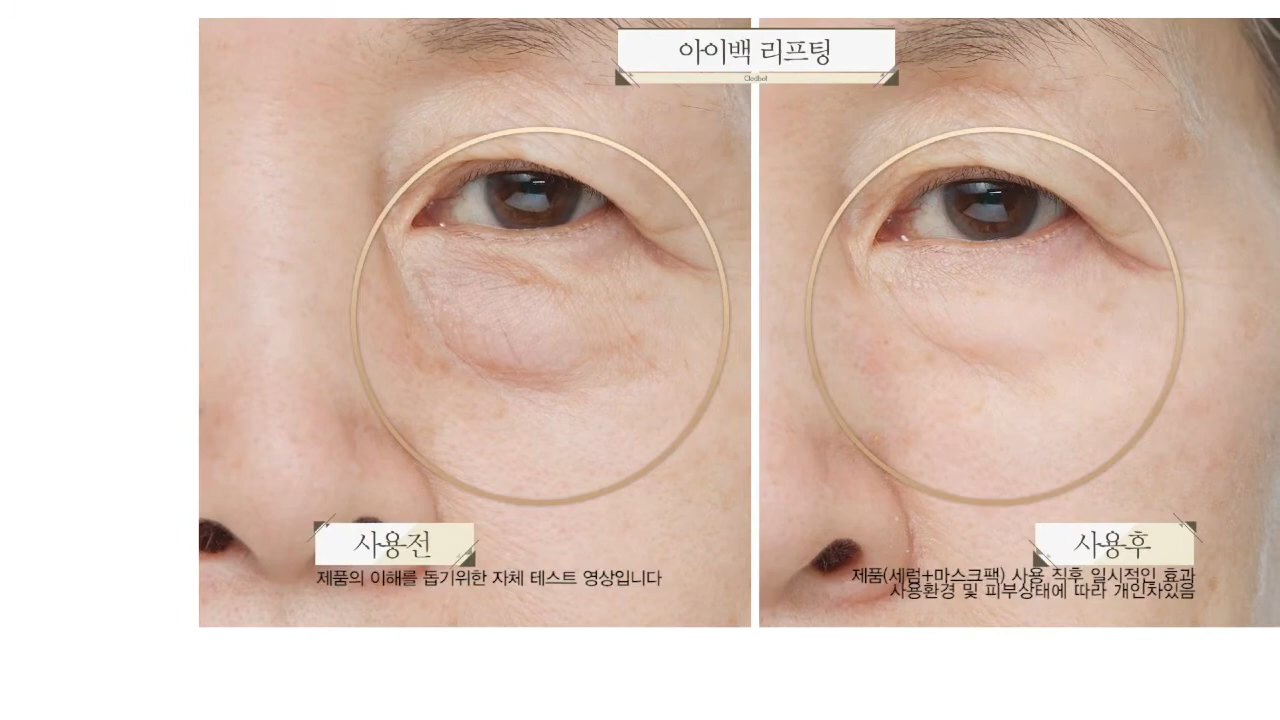 아이백 리프팅
Cledbel
사용전
제품의 이해를 돕기위한 자체 테스트 영상입니다
사용후
제품(세럼+마스크팩) 사용 직후 일시적인 효과
사용환경 및 피부상태에 따라 개인차있음